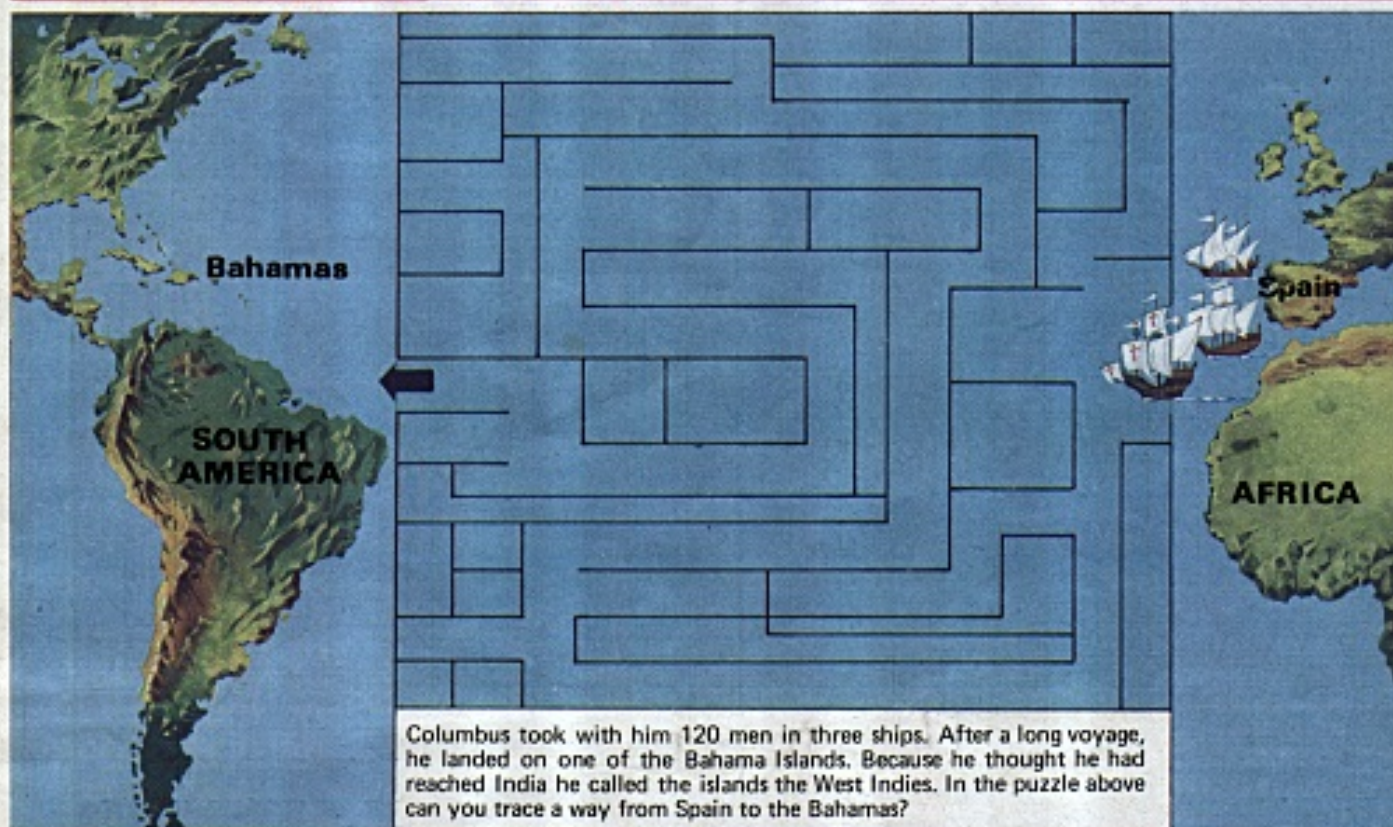 Bahamas
Spain
SOUTH
AMERICA
AFRICA
Columbus took with him 120 men in three ships. After a long voyage,
he landed on one of the Bahama Islands. Because he thought he had
reached India he called the islands the West Indies. In the puzzle above
can you trace a way from Spain to the Bahamas?